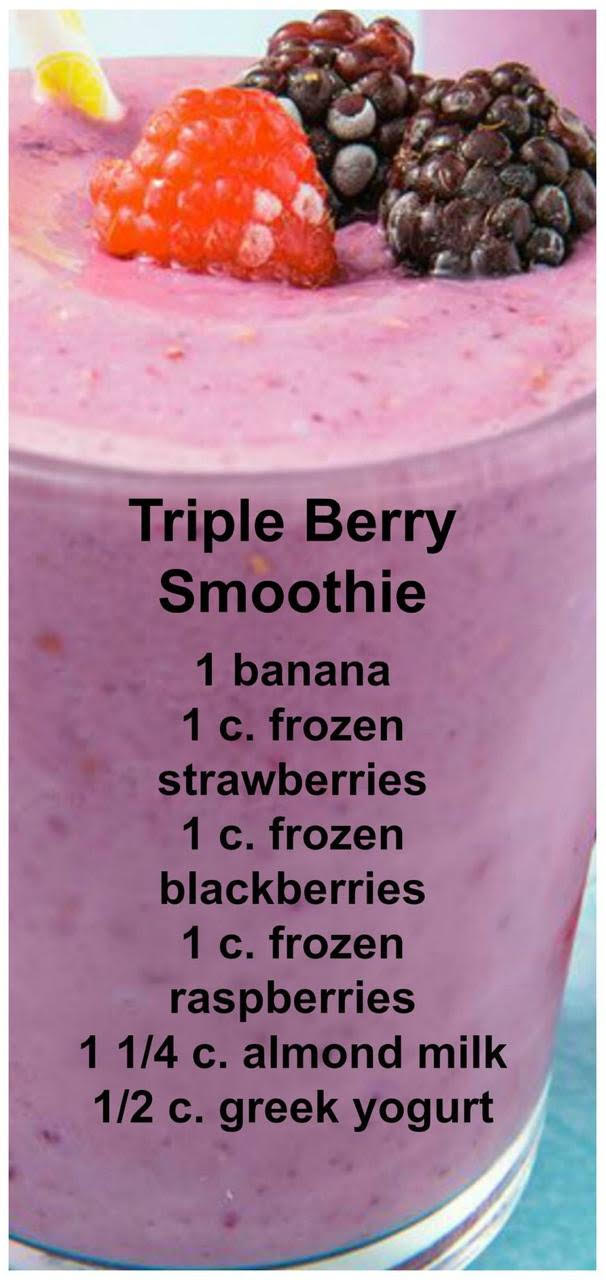 Triple Berry
Smoothie
1 banana
1 c. frozen
strawberries
1 c. frozen
blackberries
1 c. frozen
raspberries
1 1/4 c. almond milk
1/2 c. greek yogurt